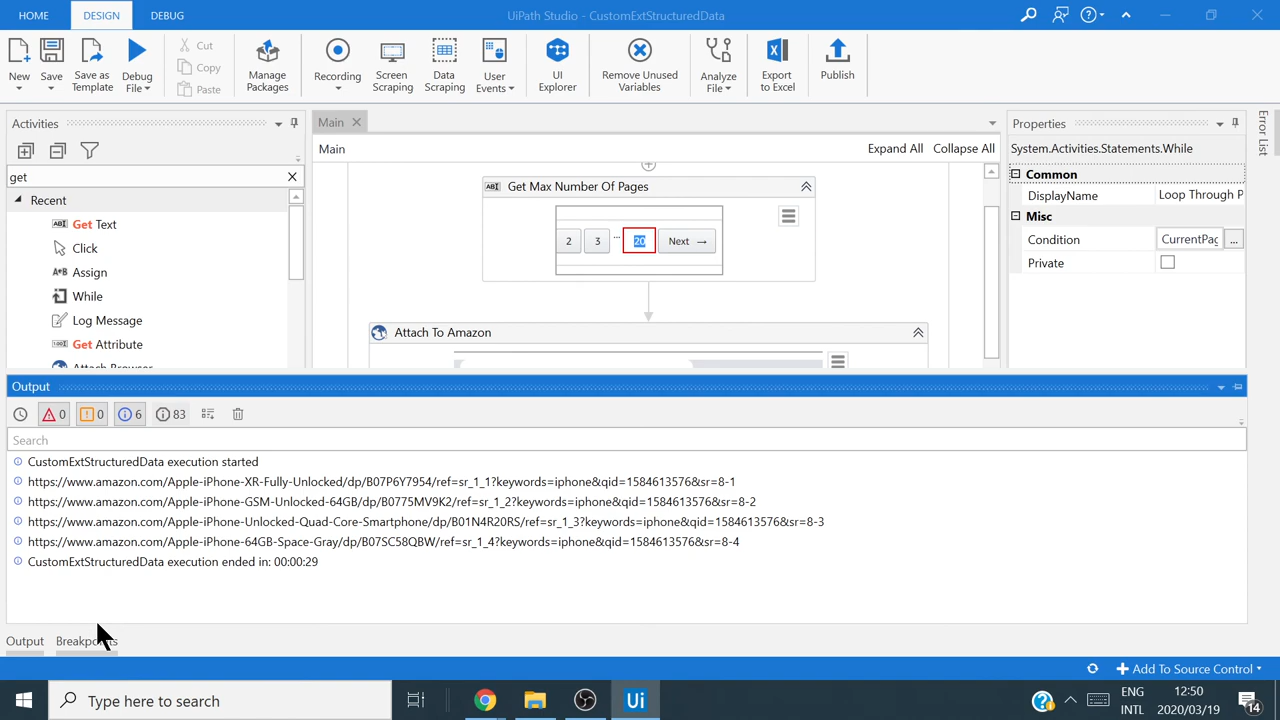 HOME
DESIGN
DEBUG
UiPath Studio - CustomExtStructuredData
New
Save
Save as Template
Debug File
Cut
Copy
Paste
Manage Packages
Recording
Screen Scraping
Data Scraping
User Events
UI Explorer
Remove Unused Variables
Analyze File
Export to Excel
Publish
Activities
get
Recent
Get Text
Click
Assign
While
Log Message
Get Attribute
Attach Browser
Main
Main
Expand All
Collapse All
Get Max Number Of Pages
2
3
...
20
Next →
Attach To Amazon
Properties
System.Activities.Statements.While
Common
DisplayName
Loop Through P
Misc
Condition
CurrentPag
...
Private
Error List
Output
0
0
6
83
Search
CustomExtStructuredData execution started
https://www.amazon.com/Apple-iPhone-XR-Fully-Unlocked/dp/B07P6Y7954/ref=sr_1_1?keywords=iphone&qid=1584613576&sr=8-1
https://www.amazon.com/Apple-iPhone-GSM-Unlocked-64GB/dp/B0775MV9K2/ref=sr_1_2?keywords=iphone&qid=1584613576&sr=8-2
https://www.amazon.com/Apple-iPhone-Unlocked-Quad-Core-Smartphone/dp/B01N4R20RS/ref=sr_1_3?keywords=iphone&qid=1584613576&sr=8-3
https://www.amazon.com/Apple-iPhone-64GB-Space-Gray/dp/B07SC58QBW/ref=sr_1_4?keywords=iphone&qid=1584613576&sr=8-4
CustomExtStructuredData execution ended in: 00:00:29
Output
Breakpoints
Add To Source Control
Type here to search
Ui
ENG
INTL
12:50
2020/03/19
14